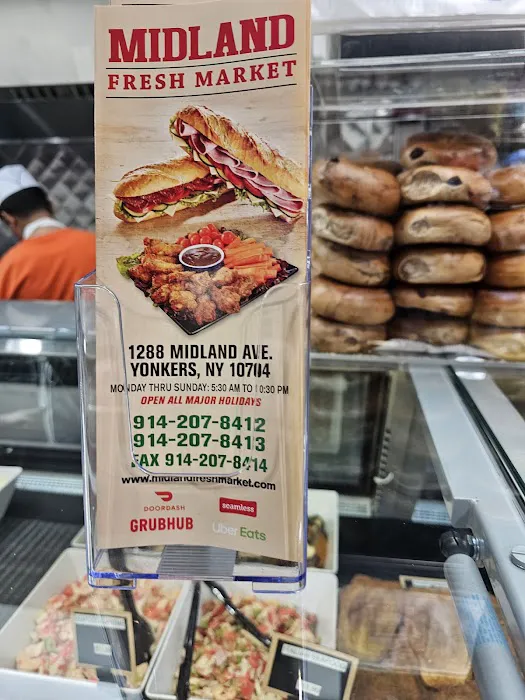 MIDLAND
FRESH MARKET
1288 MIDLAND AVE.
YONKERS, NY 10704
MONDAY THRU SUNDAY: 5:30 AM TO 10:30 PM
OPEN ALL MAJOR HOLIDAYS
914-207-8412
914-207-8413
FAX 914-207-8414
www.midlandfreshmarket.com
DOORDASH
seamless
GRUBHUB
Uber Eats